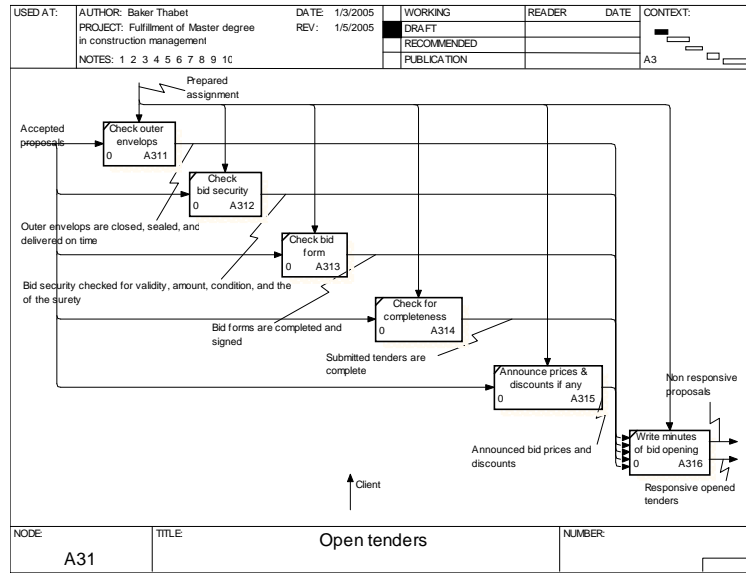 USED AT:
AUTHOR: Baker Thabet
DATE: 1/3/2005
WORKING
READER
DATE
CONTEXT:
PROJECT: Fulfillment of Master degree
in construction management
REV: 1/5/2005
DRAFT
RECOMMENDED
NOTES: 1 2 3 4 5 6 7 8 9 10
PUBLICATION
A3
Prepared
assignment
Accepted
proposals
Check outer
envelops
0 A311
Check
bid security
0 A312
Outer envelops are closed, sealed, and
delivered on time
Check bid
form
0 A313
Bid security checked for validity, amount, condition, and the
of the surety
Check for
completeness
0 A314
Bid forms are completed and
signed
Submitted tenders are
complete
Announce prices &
discounts if any
0 A315
Non responsive
proposals
Write minutes
of bid opening
0 A316
Announced bid prices and
discounts
Responsive opened
tenders
Client
NODE:
TITLE:
NUMBER:
A31
Open tenders